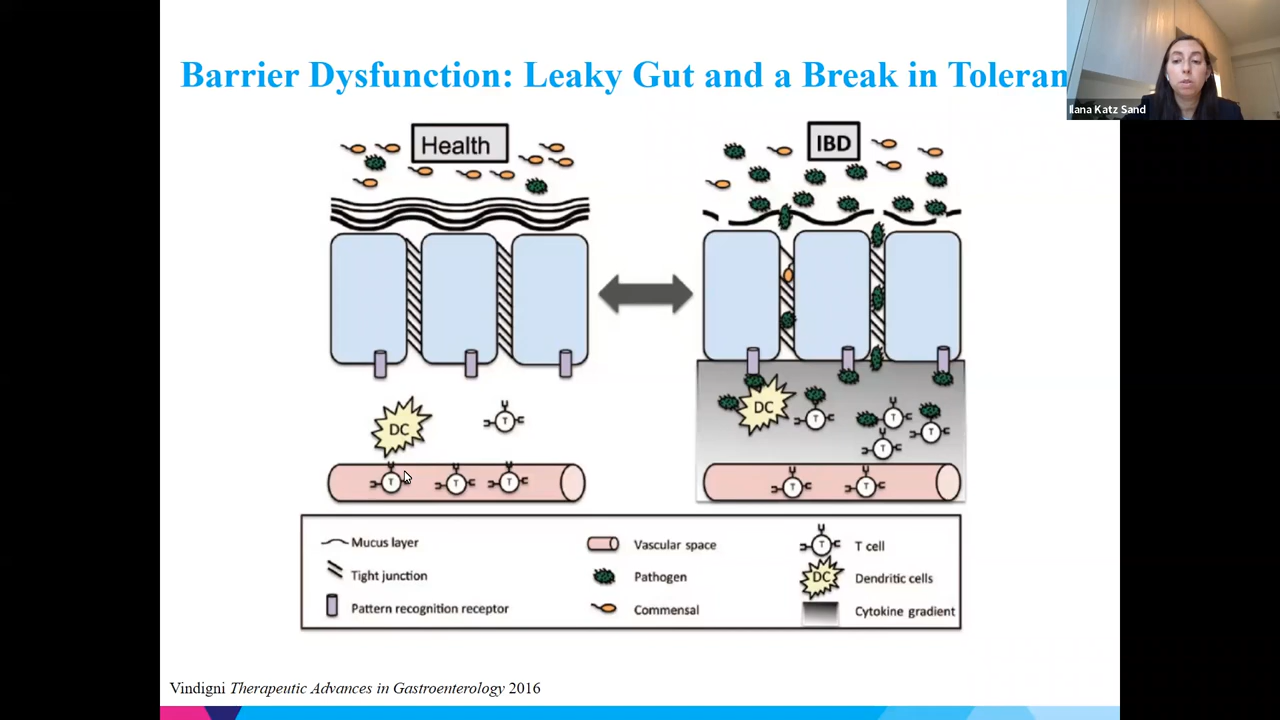 Barrier Dysfunction: Leaky Gut and a Break in Toleran
Ilana Katz Sand
Health
IBD
DC
T
T
T
T
DC
T
T
T
T
T
T
Mucus layer
Vascular space
T
T cell
Tight junction
Pathogen
DC
Dendritic cells
Pattern recognition receptor
Commensal
Cytokine gradient
Vindigni Therapeutic Advances in Gastroenterology 2016